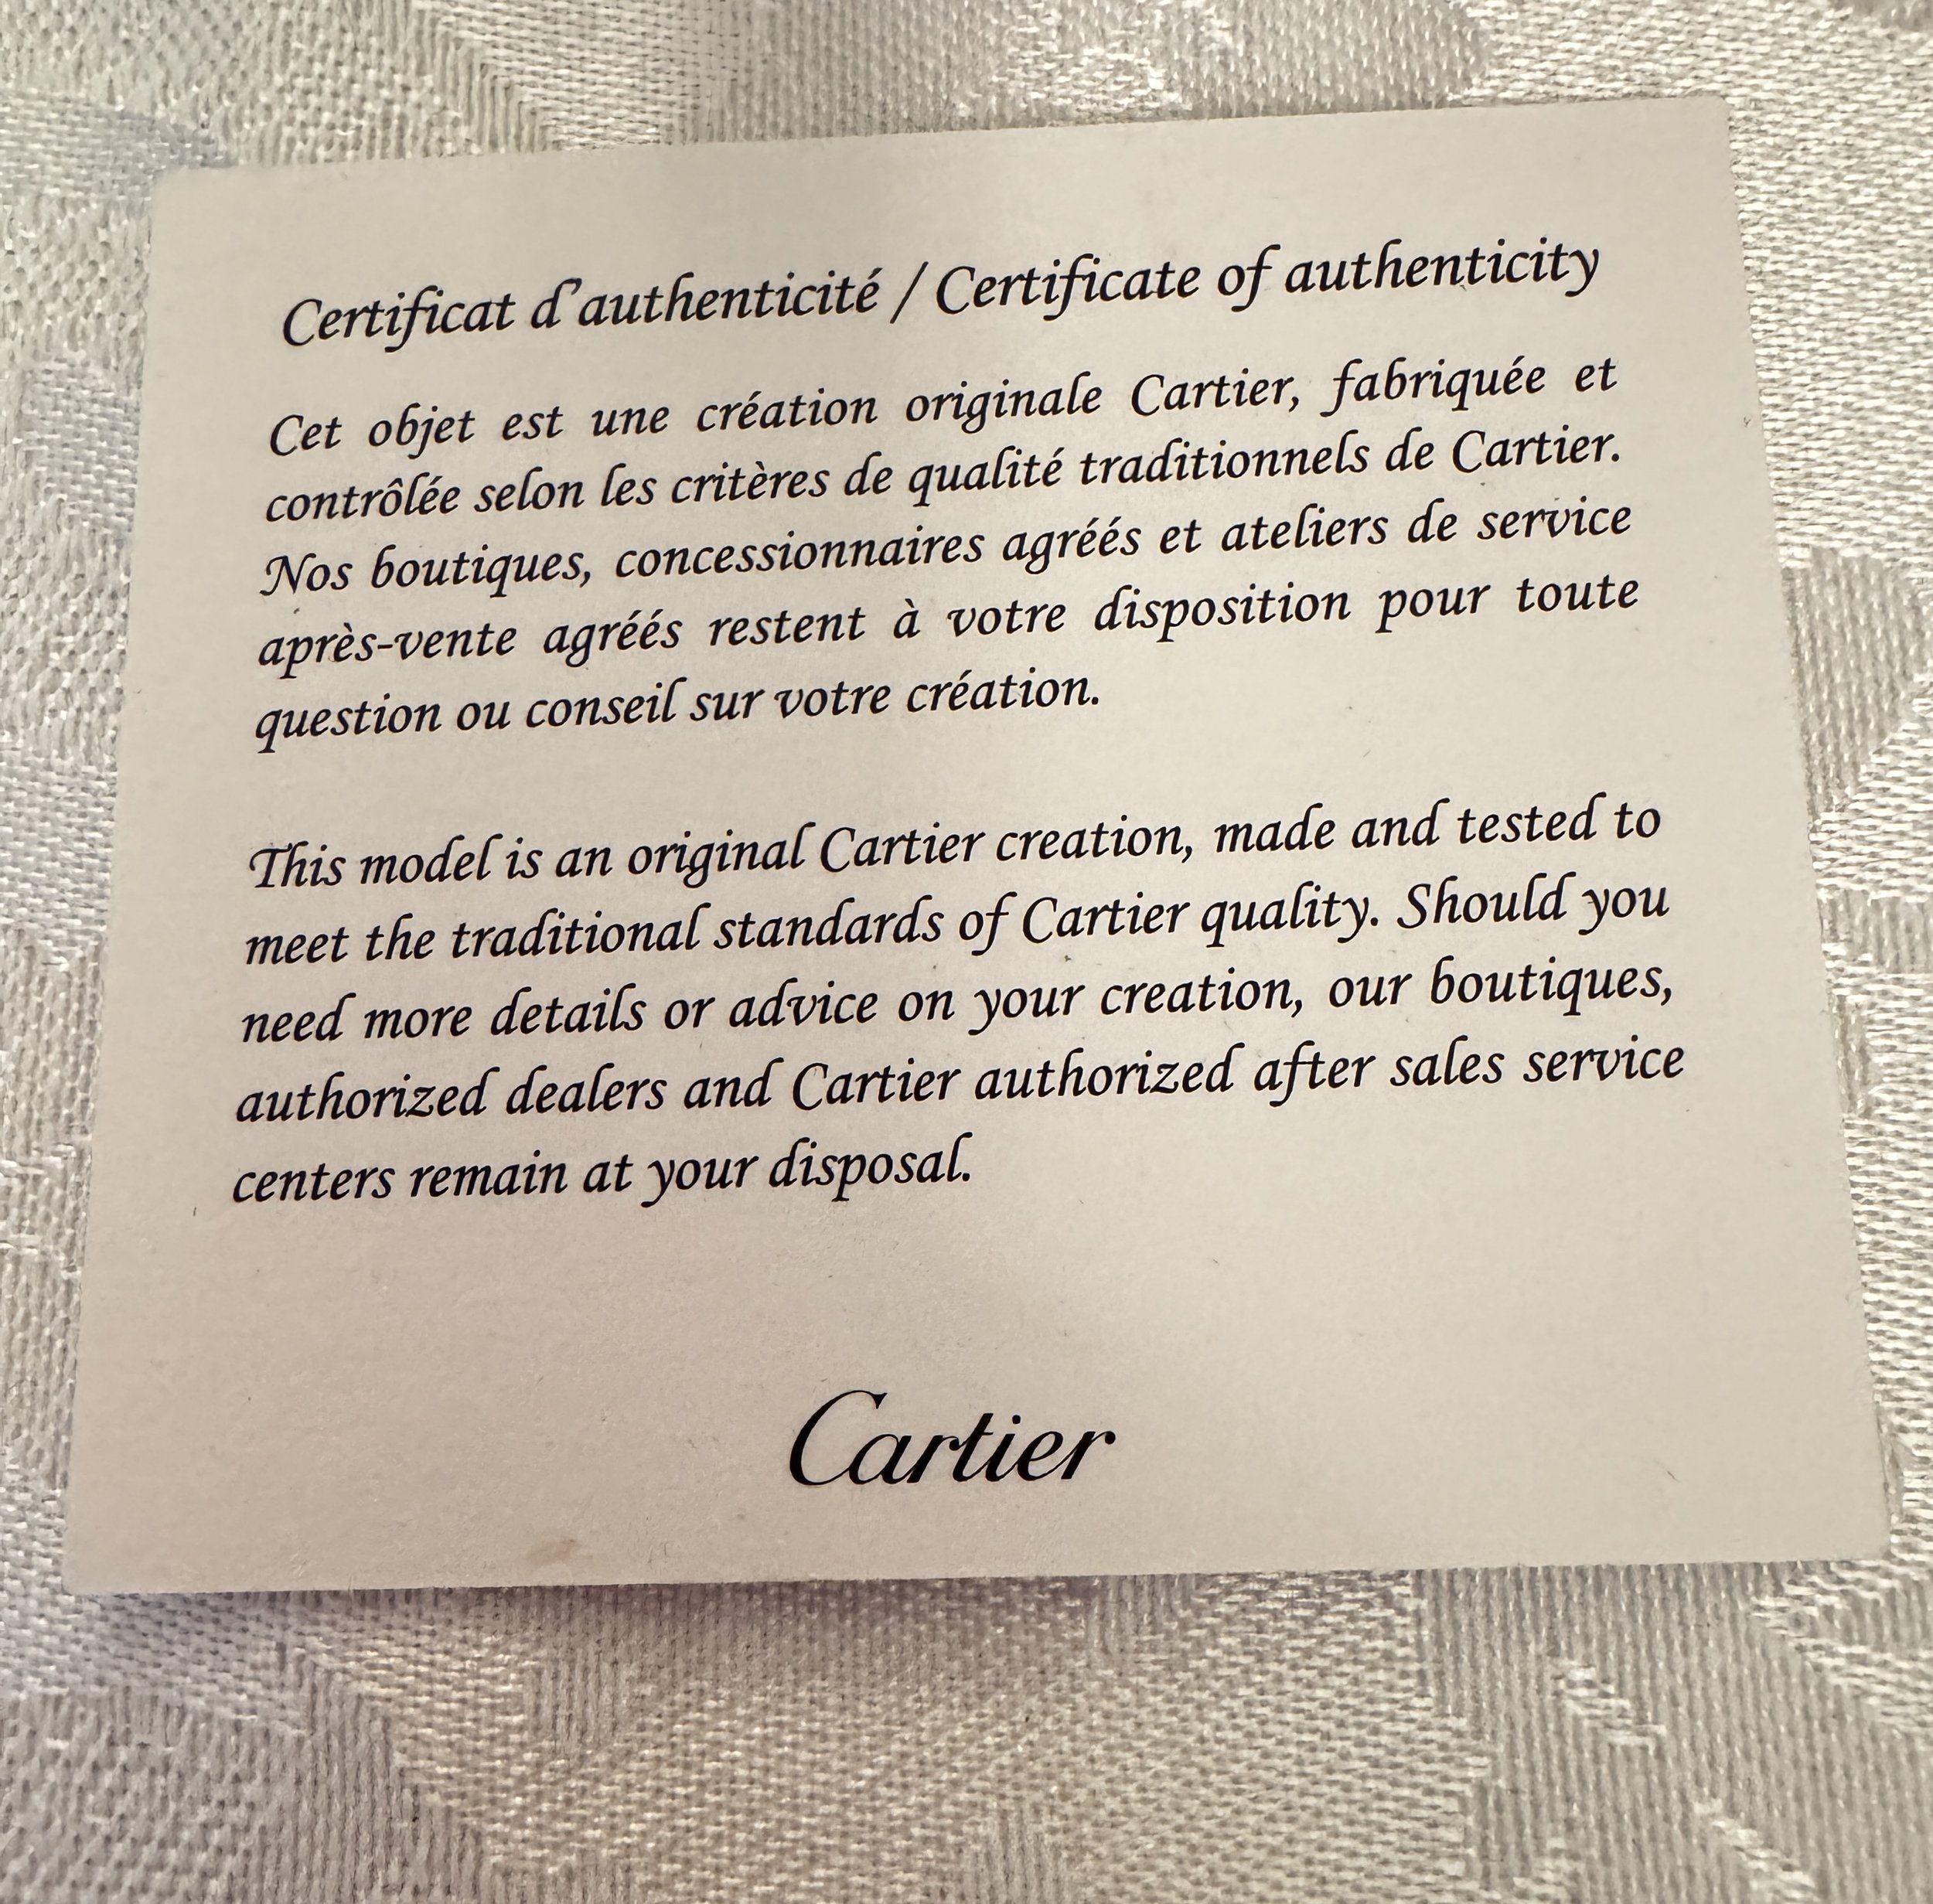 Certificat d'authenticité / Certificate of authenticity
Cet objet est une création originale Cartier, fabriquée et
contrôlée selon les critères de qualité traditionnels de Cartier.
Nos boutiques, concessionnaires agréés et ateliers de service
après-vente agréés restent à votre disposition pour toute
question ou conseil sur votre création.
This model is an original Cartier creation, made and tested to
meet the traditional standards of Cartier quality. Should you
need more details or advice on your creation, our boutiques,
authorized dealers and Cartier authorized after sales service
centers remain at your disposal.
Cartier